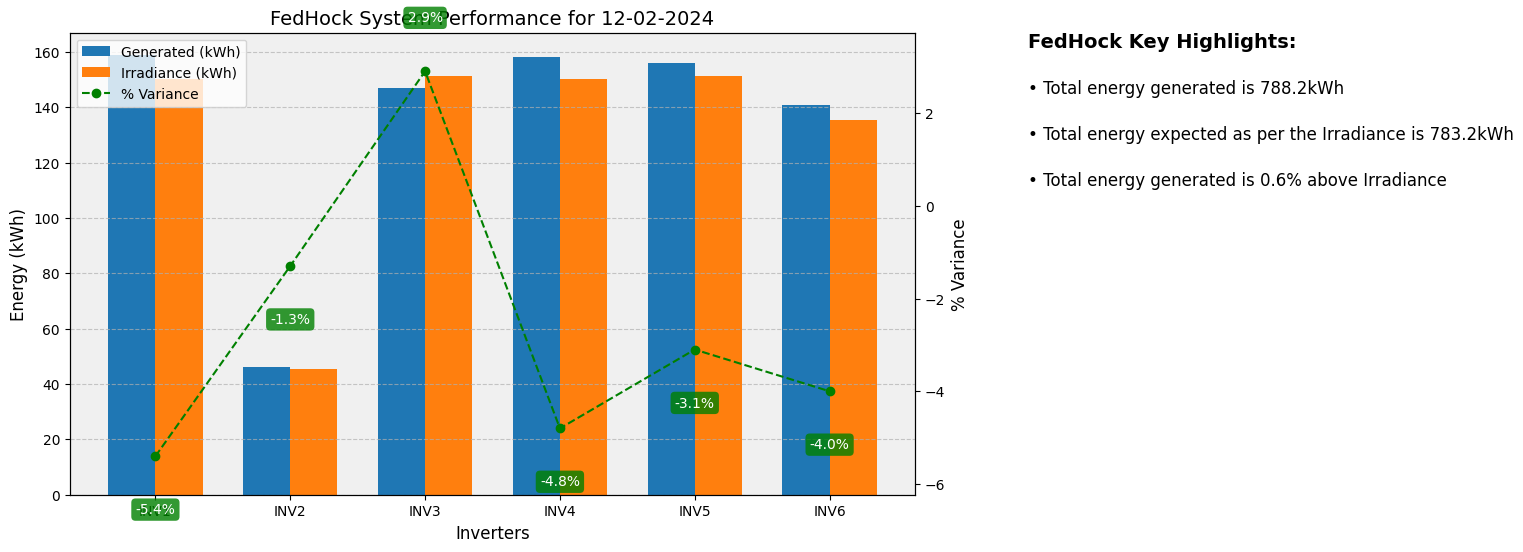 FedHock System Performance for 12-02-2024
2.9%
Generated (kWh)
Irradiance (kWh)
% Variance
160
140
120
100
80
60
40
20
0
Energy (kWh)
2
0
−2
−4
−6
% Variance
-1.3%
-3.1%
-4.0%
-4.8%
-5.4%
INV2
INV3
INV4
INV5
INV6
Inverters
FedHock Key Highlights:
• Total energy generated is 788.2kWh
• Total energy expected as per the Irradiance is 783.2kWh
• Total energy generated is 0.6% above Irradiance